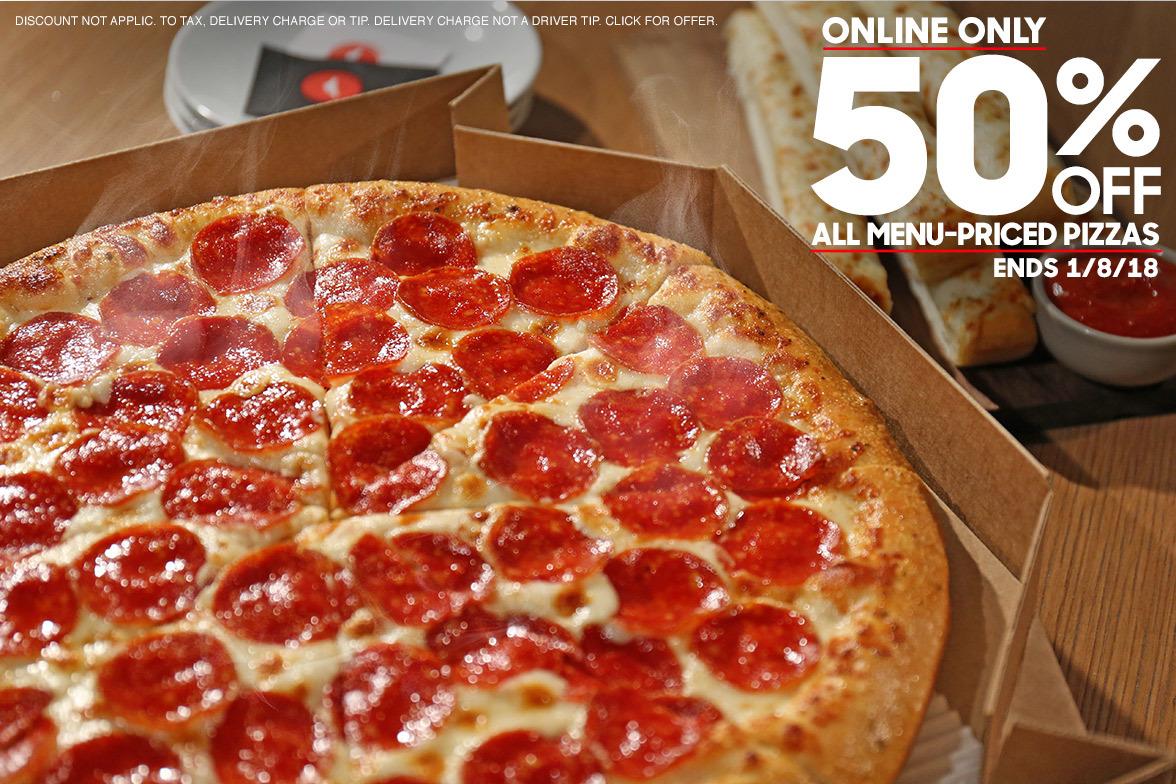 DISCOUNT NOT APPLIC. TO TAX, DELIVERY CHARGE OR TIP. DELIVERY CHARGE NOT A DRIVER TIP. CLICK FOR OFFER.
ONLINE ONLY
50%
OFF
ALL MENU-PRICED PIZZAS
ENDS 1/8/18